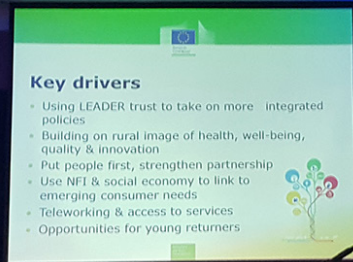 Key drivers
Using LEADER trust to take on more integrated
policies
Building on rural image of health, well-being,
quality & innovation
Put people first, strengthen partnership
Use NFI & social economy to link to
emerging consumer needs
Teleworking & access to services
Opportunities for young returners